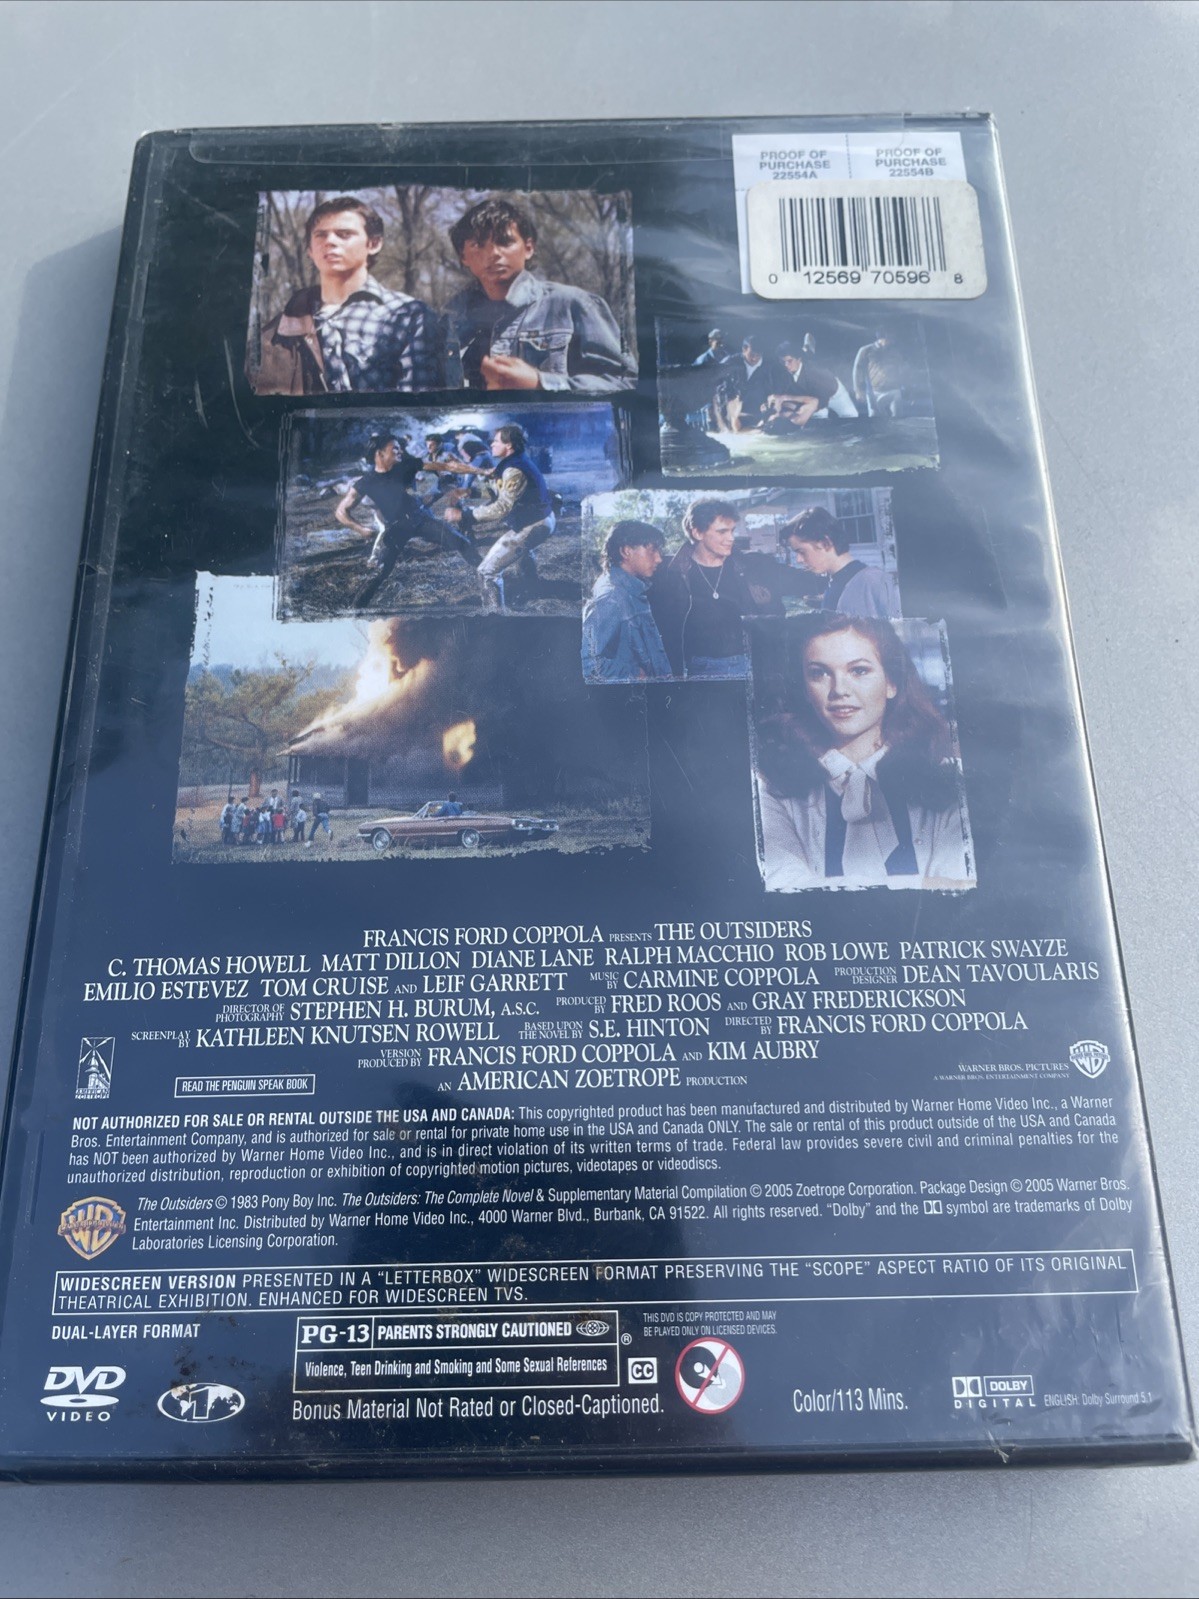 PROOF OF PURCHASE 22554A
PROOF OF PURCHASE 22554B
0 12569 70596 8
FRANCIS FORD COPPOLA PRESENTS THE OUTSIDERS
C. THOMAS HOWELL MATT DILLON DIANE LANE RALPH MACCHIO ROB LOWE PATRICK SWAYZE
EMILIO ESTEVEZ TOM CRUISE AND LEIF GARRETT MUSIC BY CARMINE COPPOLA PRODUCTION DESIGNER DEAN TAVOULARIS
DIRECTOR OF PHOTOGRAPHY STEPHEN H. BURUM, A.S.C. PRODUCED BY FRED ROOS AND GRAY FREDERICKSON
SCREENPLAY BY KATHLEEN KNUTSEN ROWELL BASED UPON THE NOVEL BY S.E. HINTON DIRECTED BY FRANCIS FORD COPPOLA
VERSION PRODUCED BY FRANCIS FORD COPPOLA AND KIM AUBRY
AN AMERICAN ZOETROPE PRODUCTION
AMERICAN ZOETROPE
READ THE PENGUIN SPEAK BOOK
WARNER BROS. PICTURES
A WARNER BROS. ENTERTAINMENT COMPANY
NOT AUTHORIZED FOR SALE OR RENTAL OUTSIDE THE USA AND CANADA: This copyrighted product has been manufactured and distributed by Warner Home Video Inc., a Warner
Bros. Entertainment Company, and is authorized for sale or rental for private home use in the USA and Canada ONLY. The sale or rental of this product outside of the USA and Canada
has NOT been authorized by Warner Home Video Inc., and is in direct violation of its written terms of trade. Federal law provides severe civil and criminal penalties for the
unauthorized distribution, reproduction or exhibition of copyrighted motion pictures, videotapes or videodiscs.
The Outsiders © 1983 Pony Boy Inc. The Outsiders: The Complete Novel & Supplementary Material Compilation © 2005 Zoetrope Corporation. Package Design © 2005 Warner Bros.
Entertainment Inc. Distributed by Warner Home Video Inc., 4000 Warner Blvd., Burbank, CA 91522. All rights reserved. "Dolby" and the DD symbol are trademarks of Dolby
Laboratories Licensing Corporation.
WIDESCREEN VERSION PRESENTED IN A "LETTERBOX" WIDESCREEN FORMAT PRESERVING THE "SCOPE" ASPECT RATIO OF ITS ORIGINAL
THEATRICAL EXHIBITION. ENHANCED FOR WIDESCREEN TVS.
DUAL-LAYER FORMAT
PG-13 PARENTS STRONGLY CAUTIONED ®
Violence, Teen Drinking and Smoking and Some Sexual References
CC
THIS DVD IS COPY PROTECTED AND MAY
BE PLAYED ONLY ON LICENSED DEVICES.
DVD
VIDEO
1
Bonus Material Not Rated or Closed-Captioned.
Color/113 Mins.
DOLBY
DIGITAL
ENGLISH: Dolby Surround 5.1